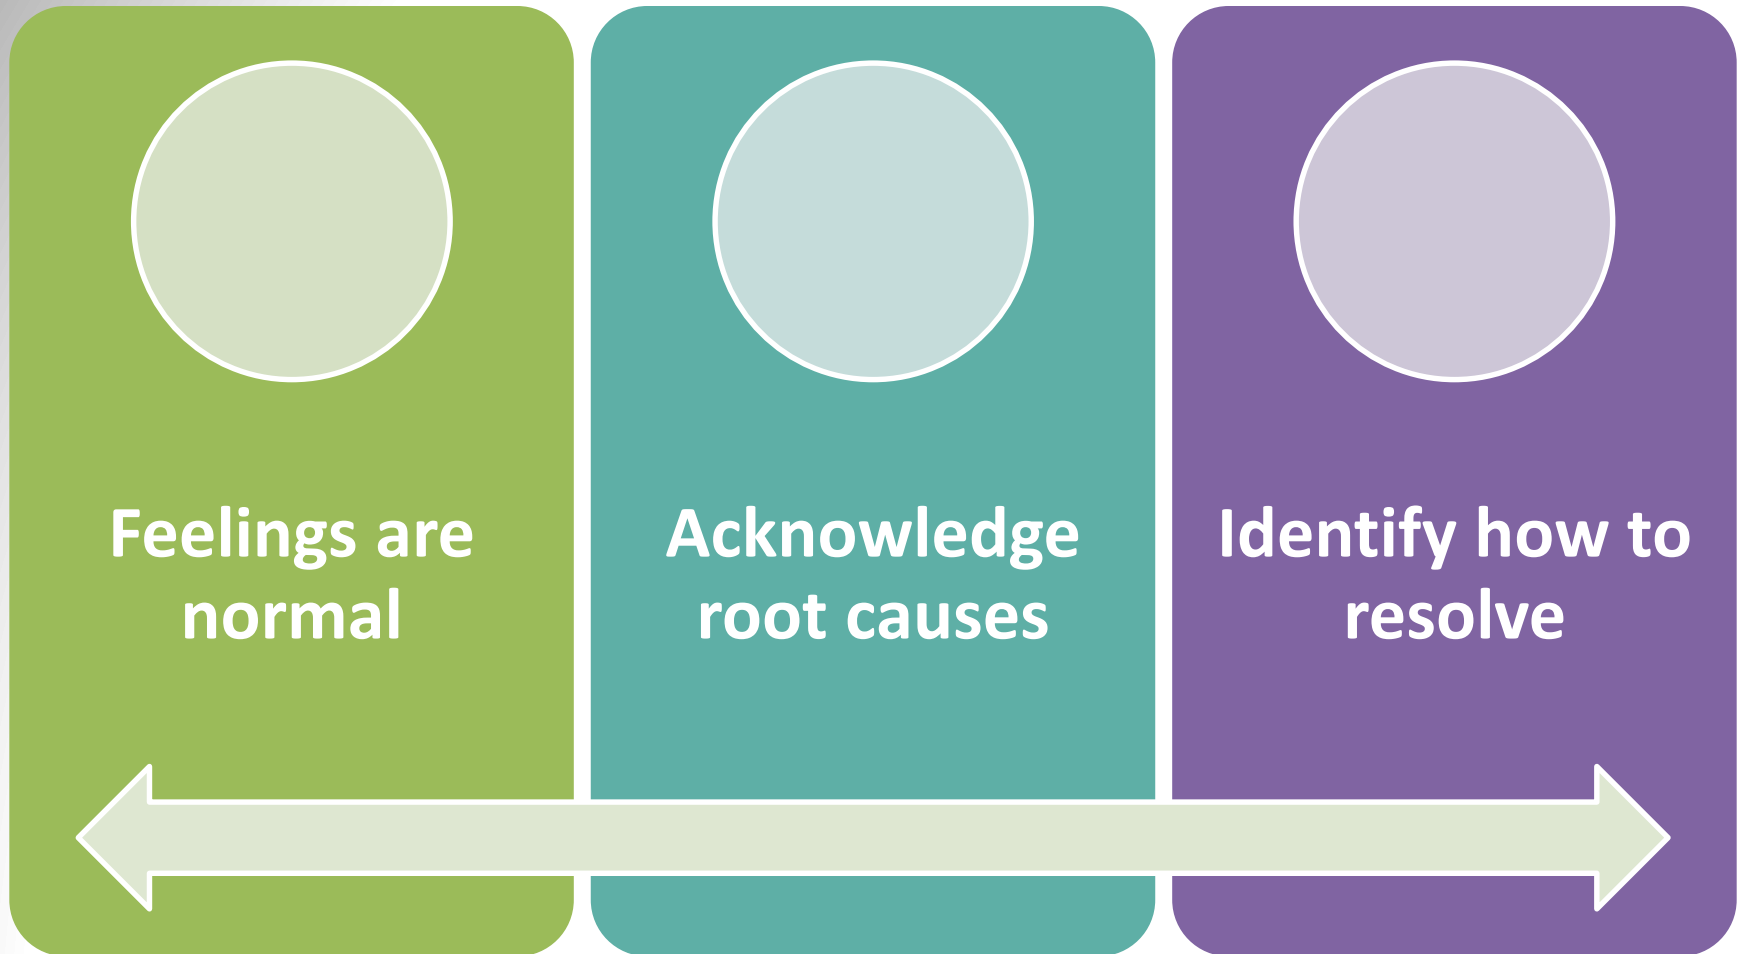 Feelings are
normal
Acknowledge
root causes
Identify how to
resolve